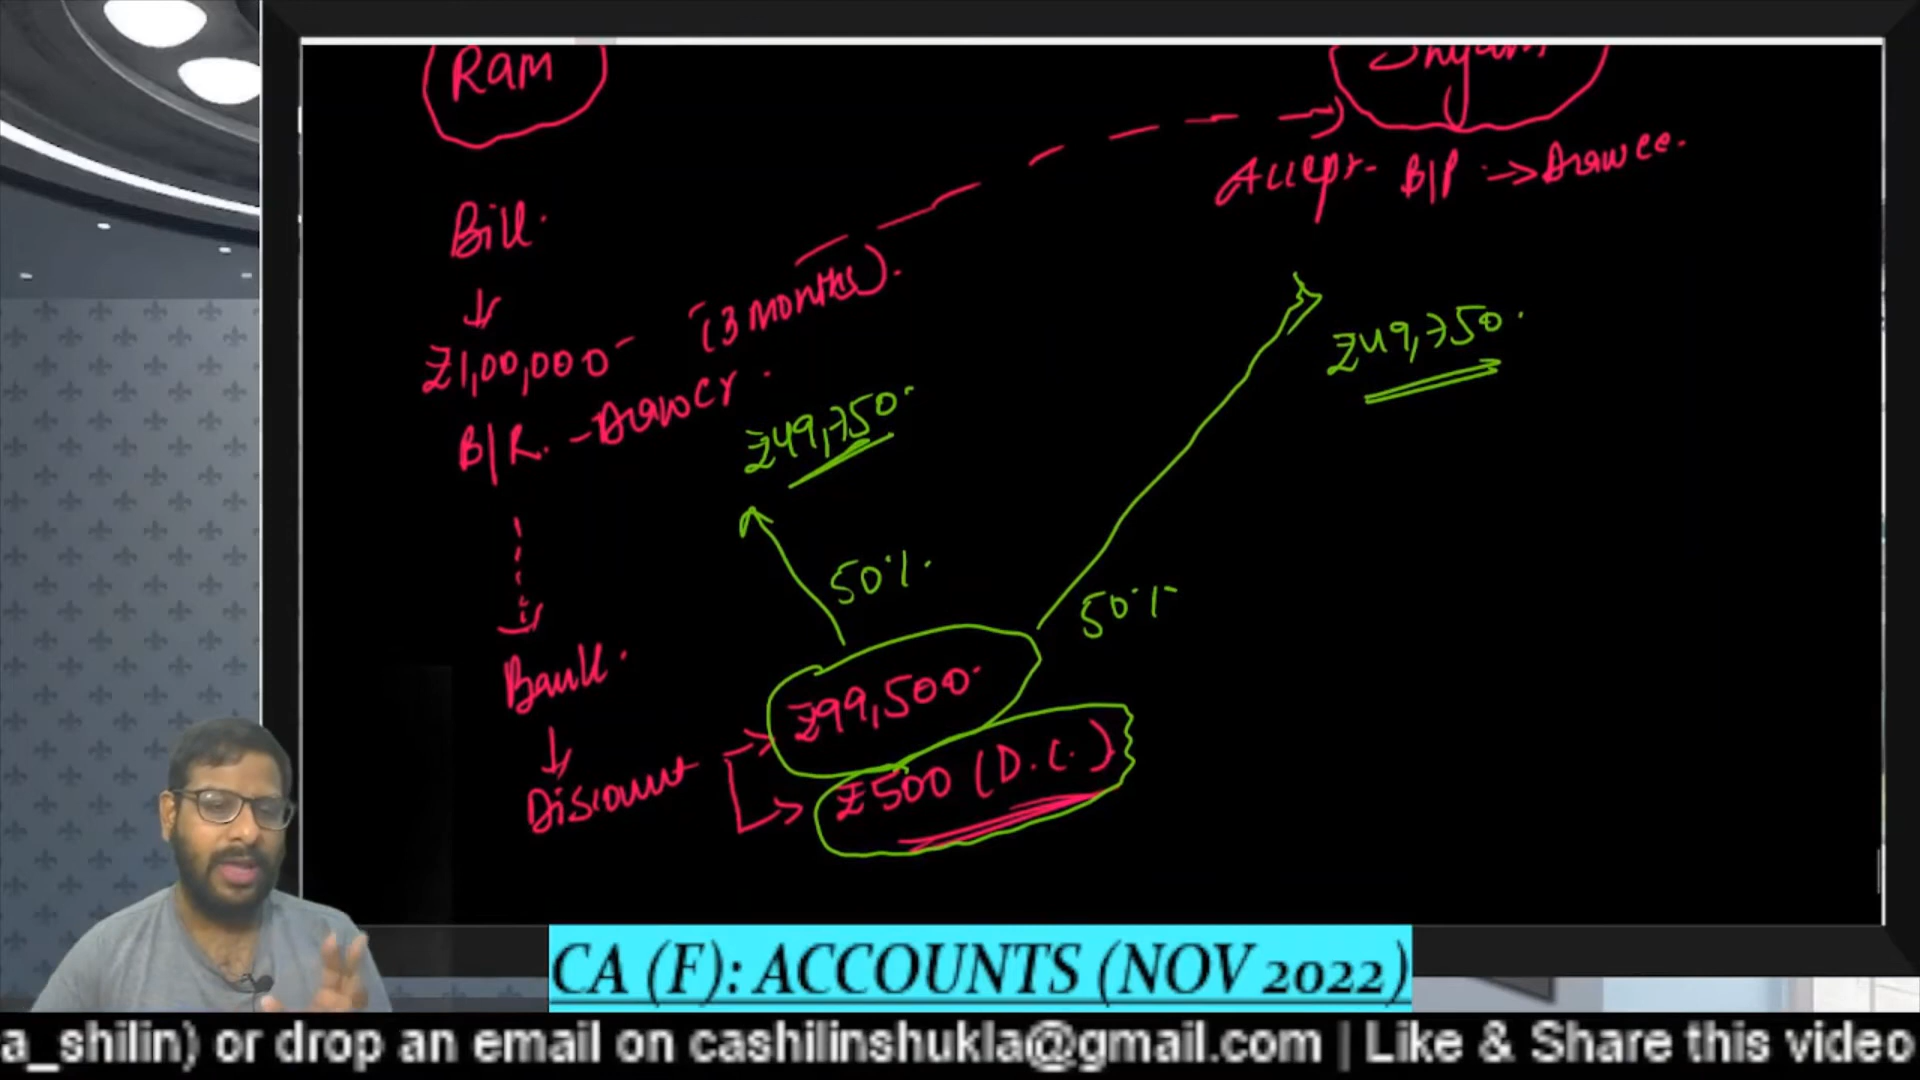 Ram
Shyam
Accept- B/P → Drawee.
Bill.
↓
₹1,00,000 (3 months).
B/R. - Drawer.
₹49,750.
₹49,750.
50%.
50%
Bank.
↓
Discount
₹99,500.
₹500 (D.C.)
CA (F): ACCOUNTS (NOV 2022)
a_shilin) or drop an email on cashilinshukla@gmail.com | Like & Share this video